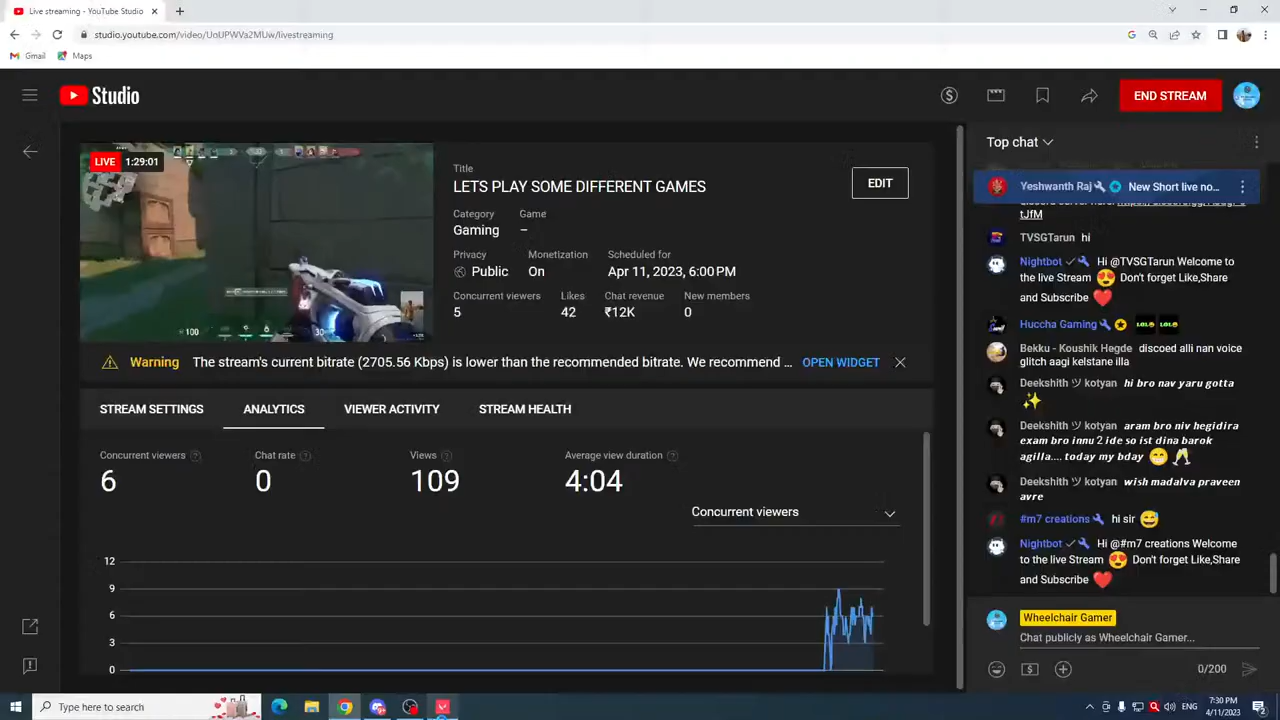 Live streaming - YouTube Studio
studio.youtube.com/video/UoUPWVa2MUw/livestreaming
Gmail
Maps
Studio
END STREAM
LIVE 1:29:01
100
30
Title
LETS PLAY SOME DIFFERENT GAMES
EDIT
Category
Game
Gaming
–
Privacy
Monetization
Scheduled for
Public
On
Apr 11, 2023, 6:00 PM
Concurrent viewers
Likes
Chat revenue
New members
5
42
₹12K
0
Warning The stream's current bitrate (2705.56 Kbps) is lower than the recommended bitrate. We recommend ... OPEN WIDGET
STREAM SETTINGS
ANALYTICS
VIEWER ACTIVITY
STREAM HEALTH
Concurrent viewers
Chat rate
Views
Average view duration
6
0
109
4:04
Concurrent viewers
12
9
6
3
0
Top chat
Yeshwanth Raj New Short live no...
tJfM
TVSGTarun hi
Nightbot Hi @TVSGTarun Welcome to
the live Stream 😍 Don't forget Like,Share
and Subscribe ❤️
Huccha Gaming LOLO LOLO
Bekku - Koushik Hegde discoed alli nan voice
glitch aagi kelstane illa
Deekshith ツ kotyan hi bro nav yaru gotta
✨
Deekshith ツ kotyan aram bro niv hegidira
exam bro innu 2 ide so ist dina barok
agilla.... today my bday 😁 🥂
Deekshith ツ kotyan wish madalva praveen
avre
#m7 creations hi sir 😅
Nightbot Hi @#m7 creations Welcome
to the live Stream 😍 Don't forget Like,Share
and Subscribe ❤️
Wheelchair Gamer
Chat publicly as Wheelchair Gamer...
0/200
Type here to search
ENG
7:30 PM
4/11/2023